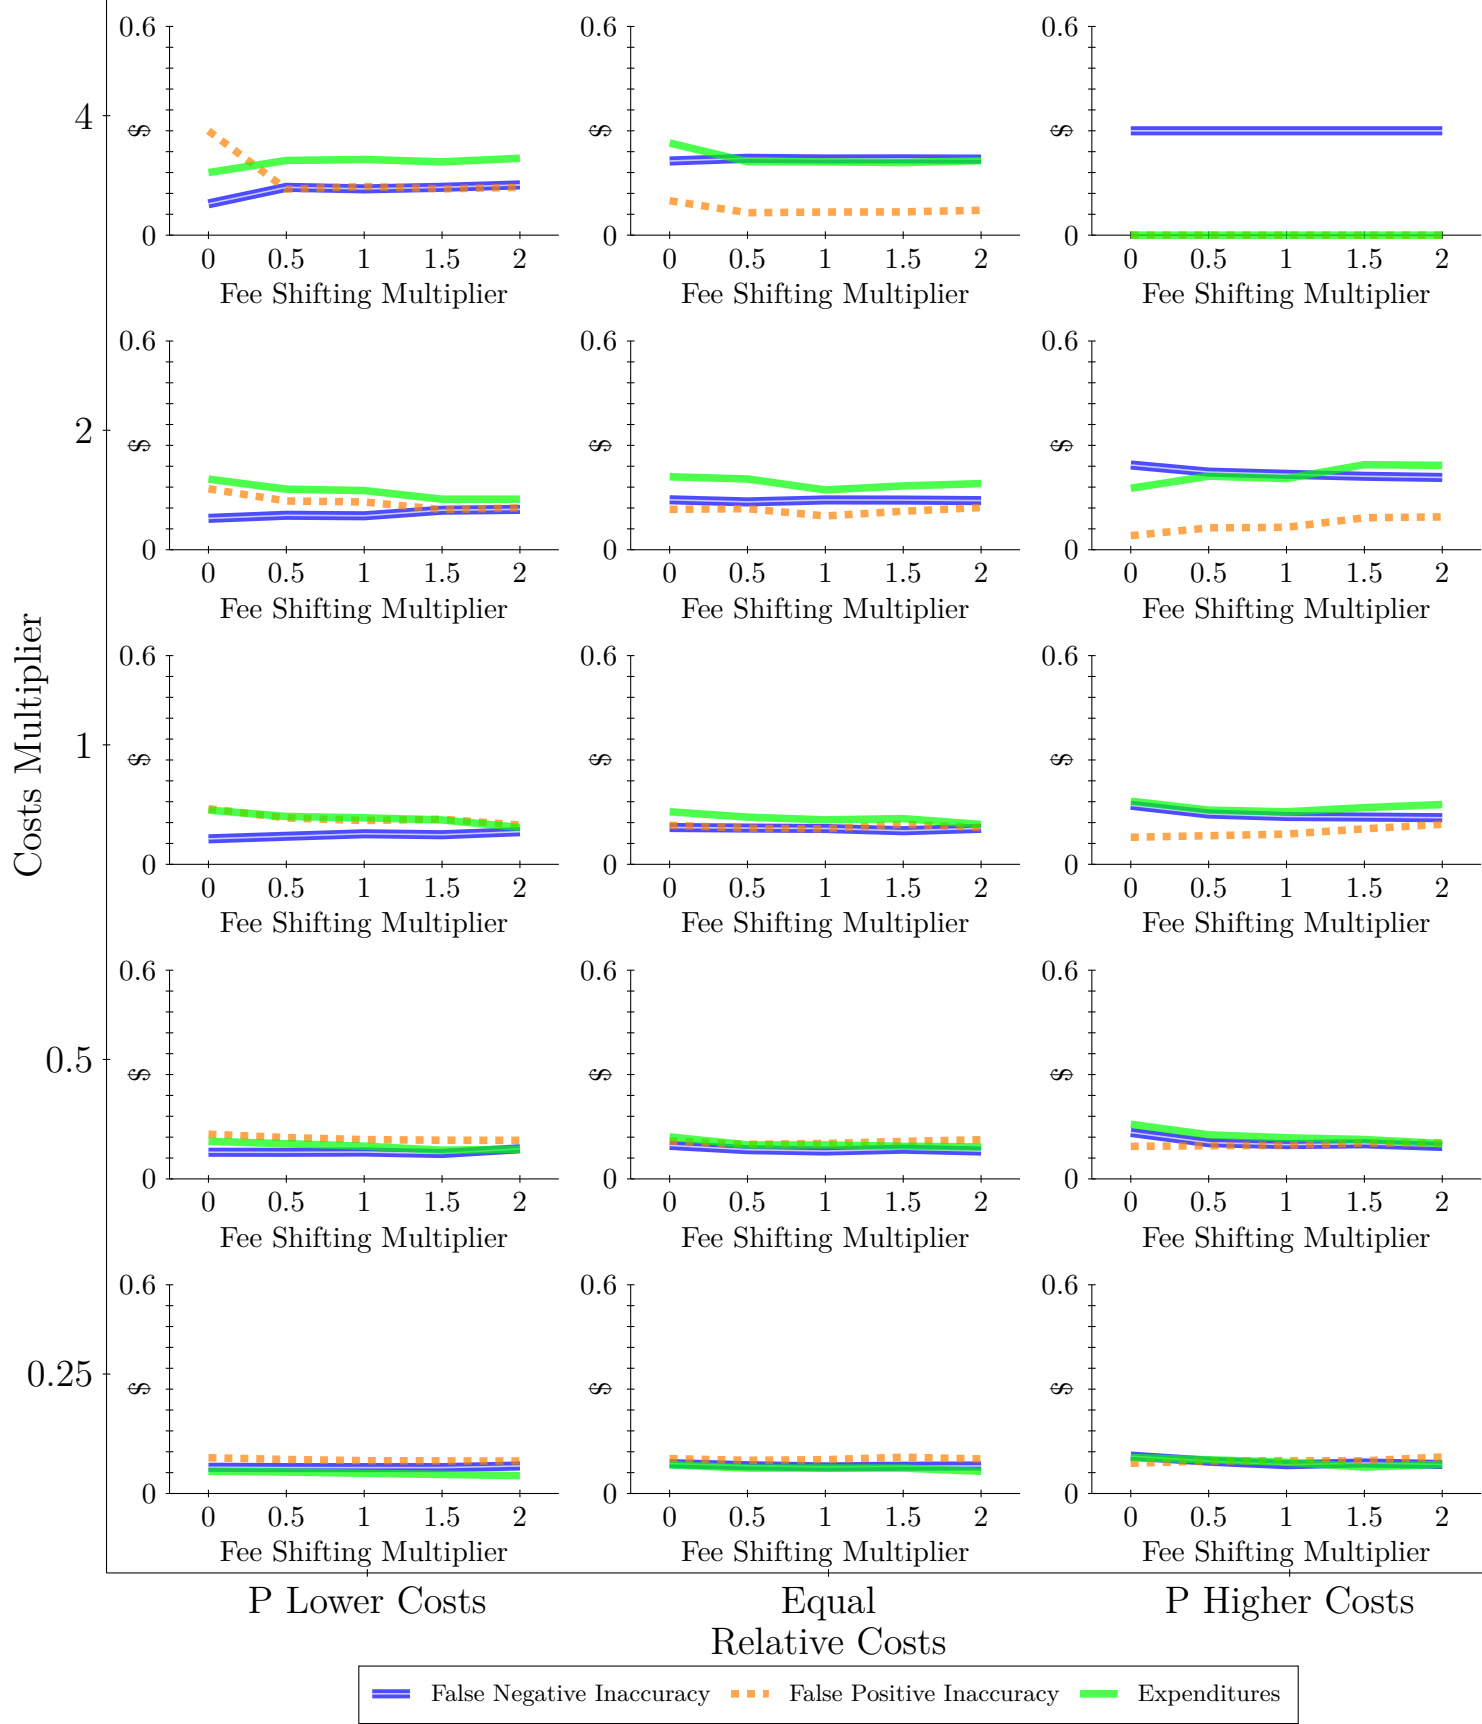 Costs Multiplier
4
0.6 0.6 0.6
$ $ $
0 0 0
0 0.5 1 1.5 2 0 0.5 1 1.5 2 0 0.5 1 1.5 2
Fee Shifting Multiplier Fee Shifting Multiplier Fee Shifting Multiplier
2
0.6 0.6 0.6
$ $ $
0 0 0
0 0.5 1 1.5 2 0 0.5 1 1.5 2 0 0.5 1 1.5 2
Fee Shifting Multiplier Fee Shifting Multiplier Fee Shifting Multiplier
1
0.6 0.6 0.6
$ $ $
0 0 0
0 0.5 1 1.5 2 0 0.5 1 1.5 2 0 0.5 1 1.5 2
Fee Shifting Multiplier Fee Shifting Multiplier Fee Shifting Multiplier
0.5
0.6 0.6 0.6
$ $ $
0 0 0
0 0.5 1 1.5 2 0 0.5 1 1.5 2 0 0.5 1 1.5 2
Fee Shifting Multiplier Fee Shifting Multiplier Fee Shifting Multiplier
0.25
0.6 0.6 0.6
$ $ $
0 0 0
0 0.5 1 1.5 2 0 0.5 1 1.5 2 0 0.5 1 1.5 2
Fee Shifting Multiplier Fee Shifting Multiplier Fee Shifting Multiplier
P Lower Costs Equal P Higher Costs
Relative Costs
False Negative Inaccuracy False Positive Inaccuracy Expenditures